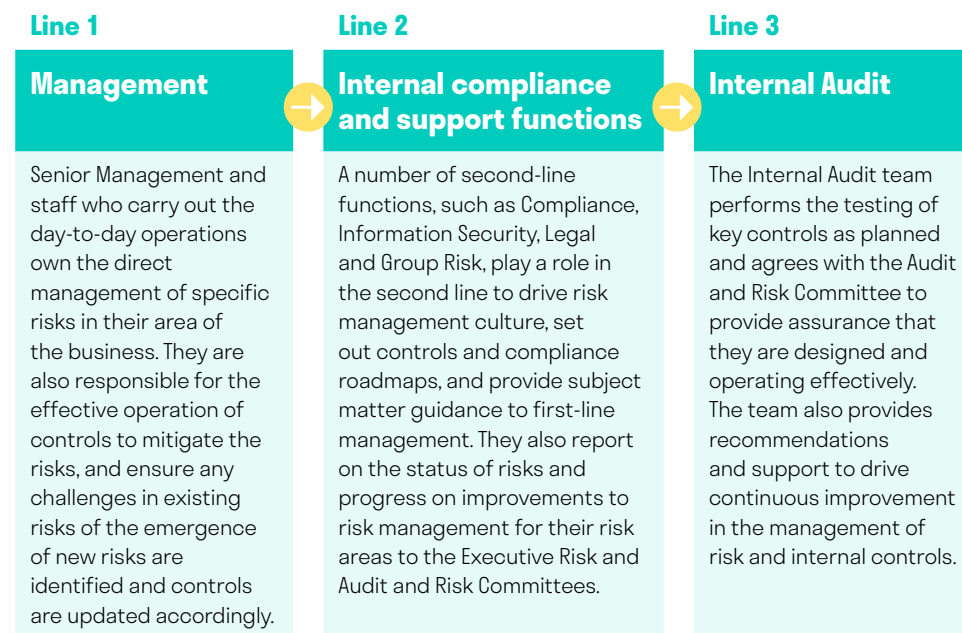 Line 1
Management
Senior Management and
staff who carry out the
day-to-day operations
own the direct
management of specific
risks in their area of
the business. They are
also responsible for the
effective operation of
controls to mitigate the
risks, and ensure any
challenges in existing
risks of the emergence
of new risks are
identified and controls
are updated accordingly.
Line 2
Internal compliance
and support functions
A number of second-line
functions, such as Compliance,
Information Security, Legal
and Group Risk, play a role in
the second line to drive risk
management culture, set
out controls and compliance
roadmaps, and provide subject
matter guidance to first-line
management. They also report
on the status of risks and
progress on improvements to
risk management for their risk
areas to the Executive Risk and
Audit and Risk Committees.
Line 3
Internal Audit
The Internal Audit team
performs the testing of
key controls as planned
and agrees with the Audit
and Risk Committee to
provide assurance that
they are designed and
operating effectively.
The team also provides
recommendations
and support to drive
continuous improvement
in the management of
risk and internal controls.